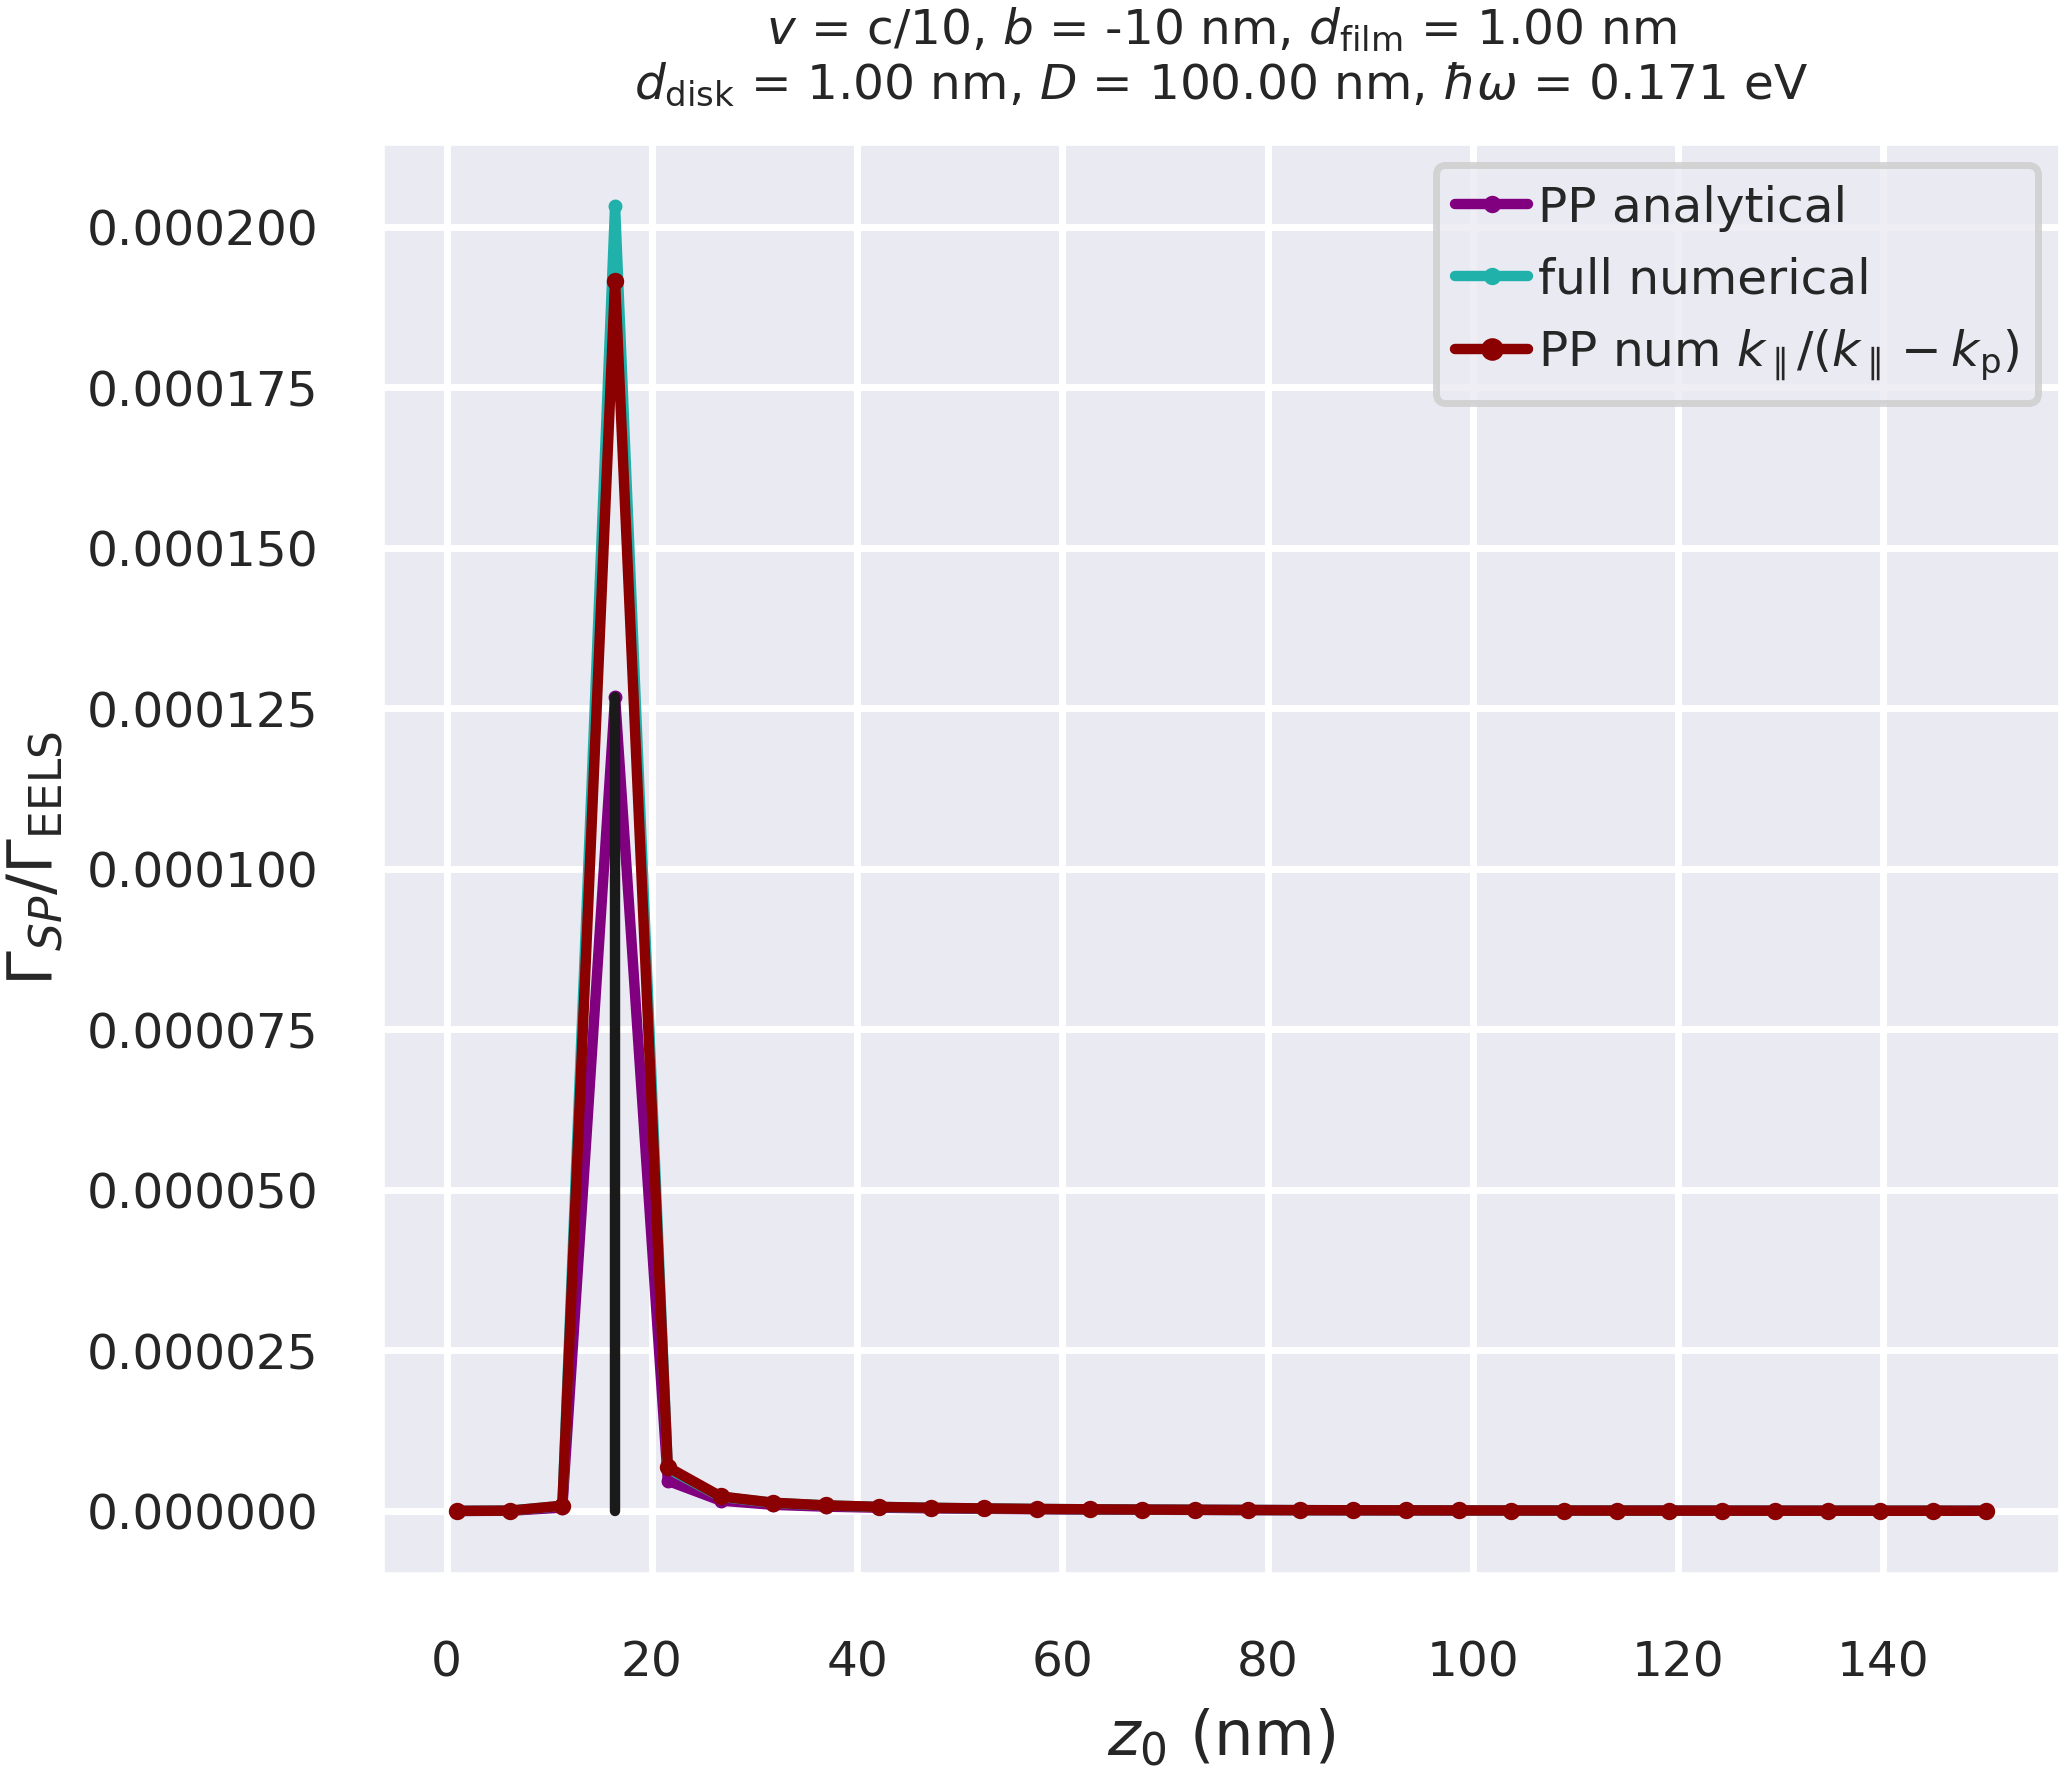 v = c/10, b = -10 nm, d_film = 1.00 nm
d_disk = 1.00 nm, D = 100.00 nm, ħω = 0.171 eV
PP analytical
full numerical
PP num k_∥/(k_∥ − k_p)
Γ_SP/Γ_EELS
0.000200
0.000175
0.000150
0.000125
0.000100
0.000075
0.000050
0.000025
0.000000
0 20 40 60 80 100 120 140
z_0 (nm)